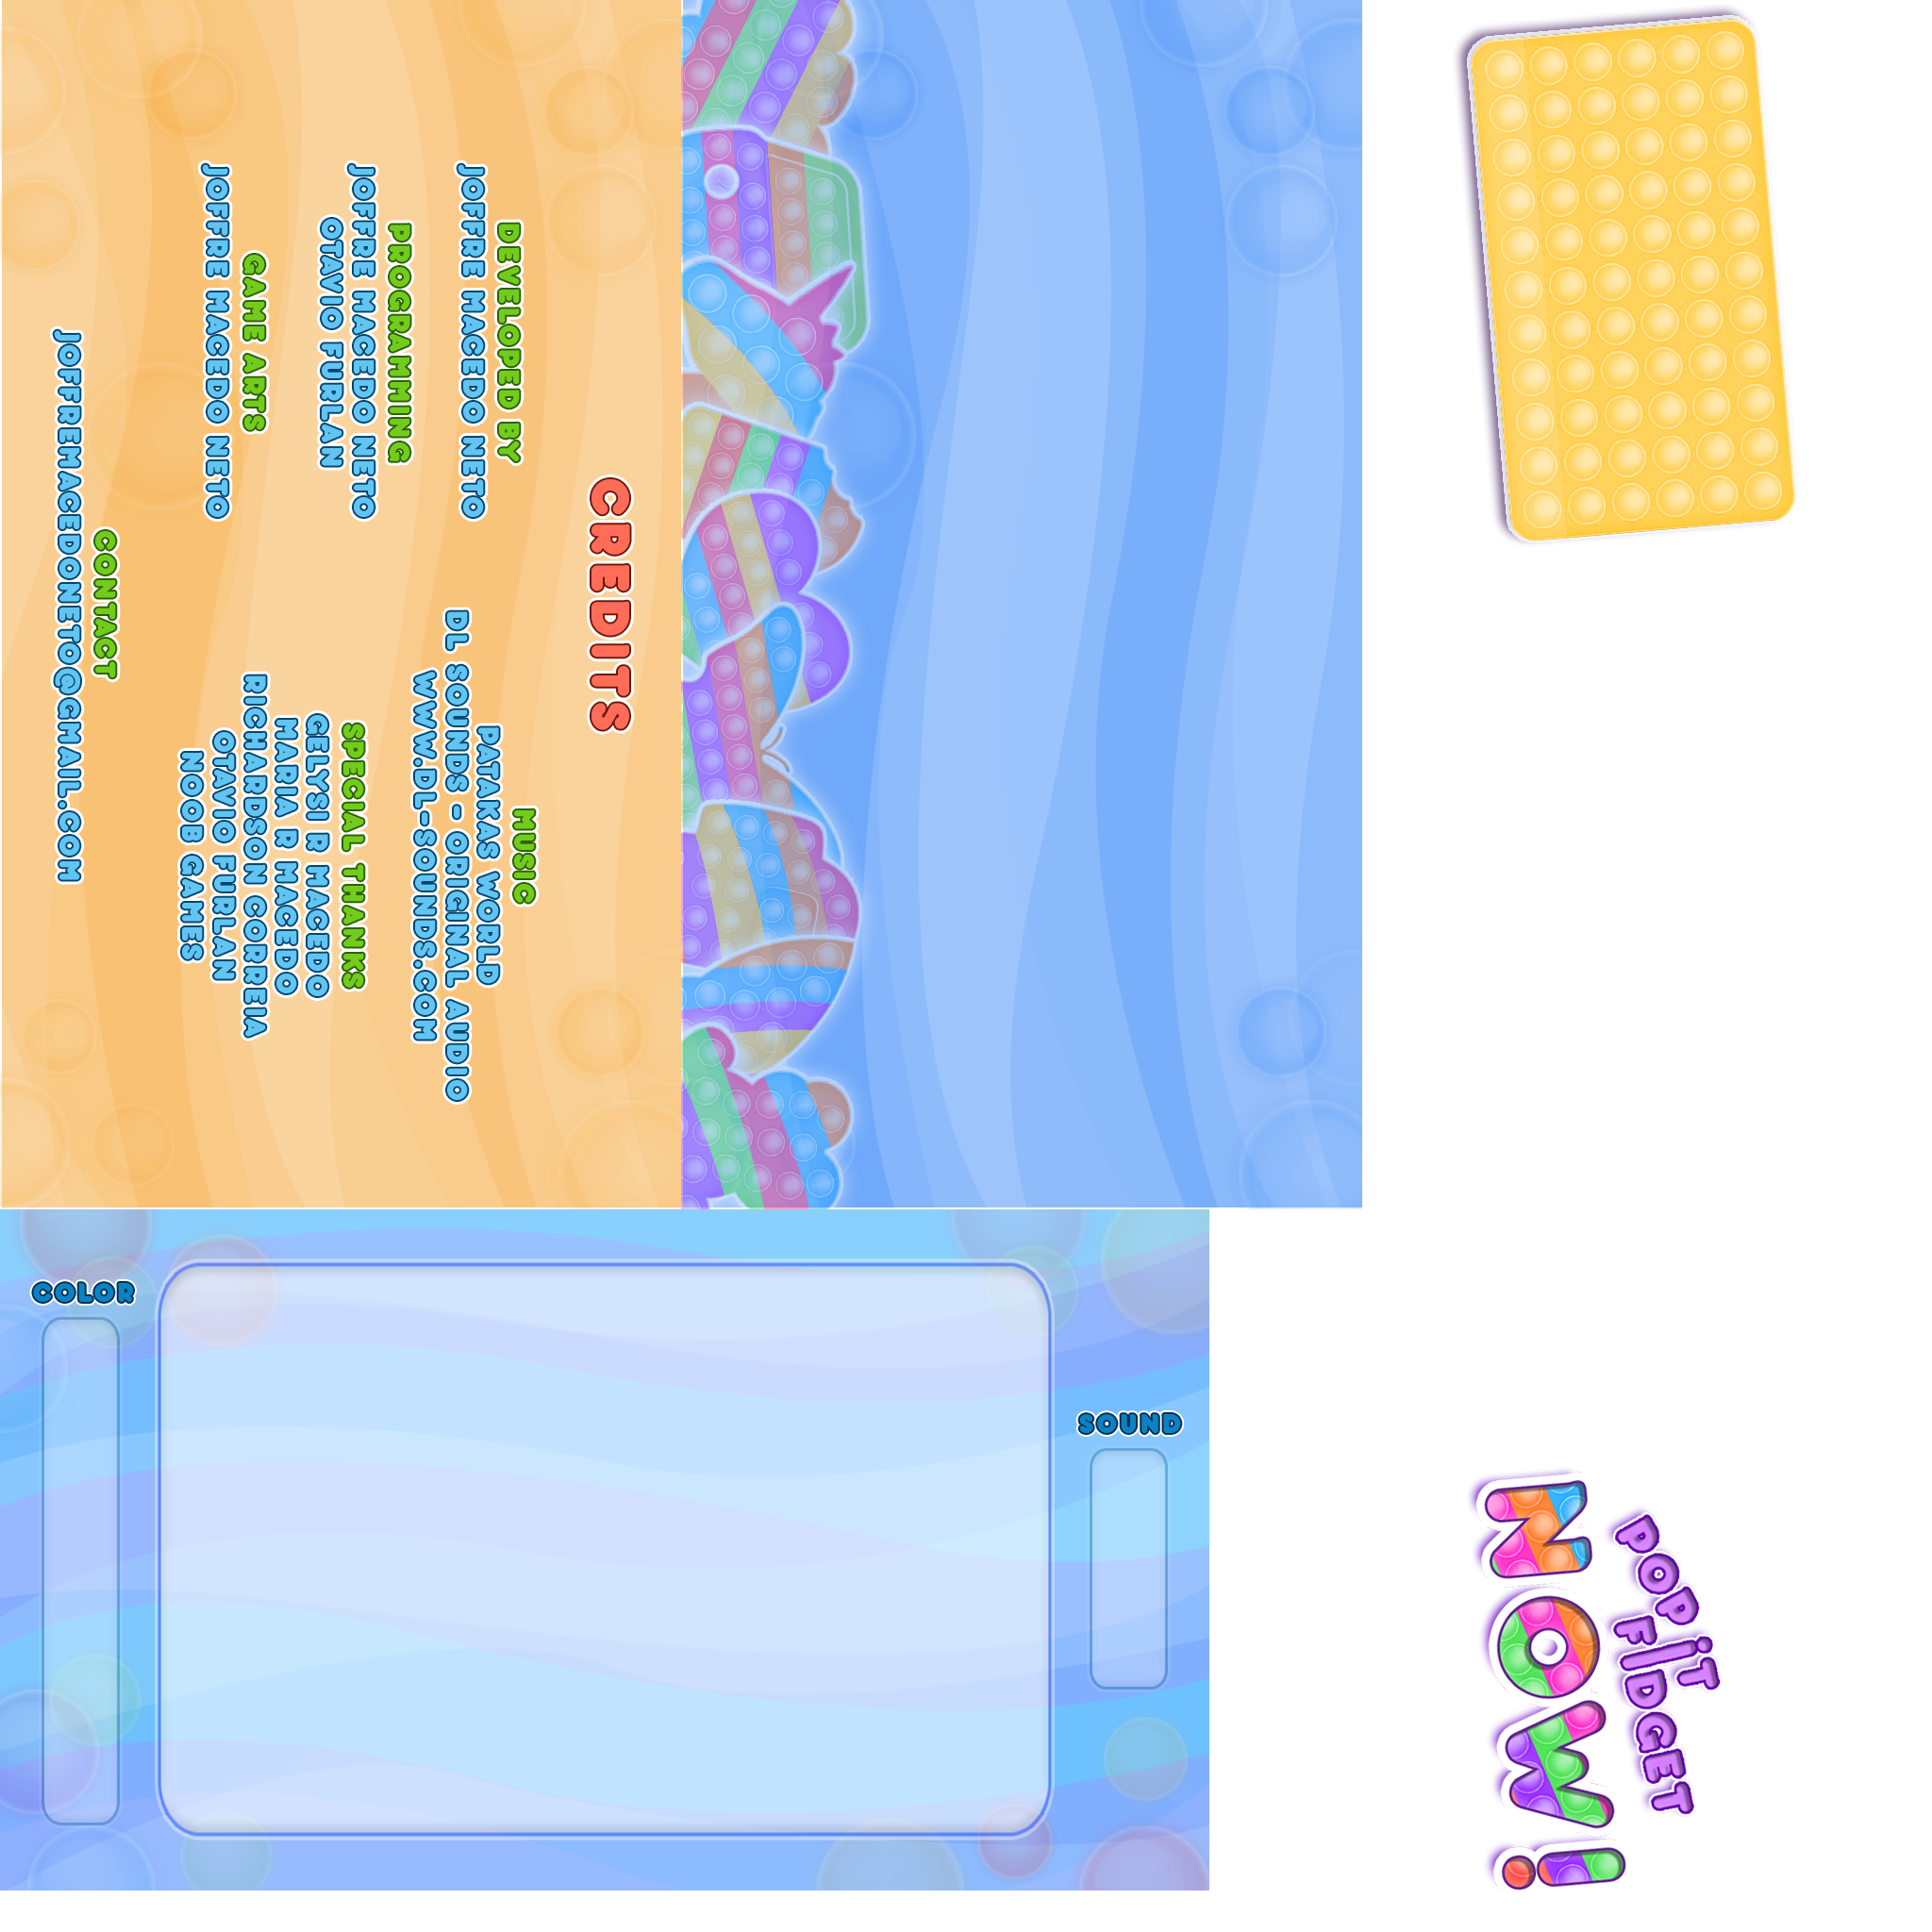 CREDITS
DEVELOPED BY
JOFFRE MACEDO NETO
PROGRAMMING
JOFFRE MACEDO NETO
OTAVIO FURLAN
GAME ARTS
JOFFRE MACEDO NETO
MUSIC
PATAKAS WORLD
DL SOUNDS - ORIGINAL AUDIO
WWW.DL-SOUNDS.COM
SPECIAL THANKS
GELYSI R MACEDO
MARIA R MACEDO
RICHARDSON CORREIA
OTAVIO FURLAN
NOOB GAMES
CONTACT
JOFFREMACEDONETO@GMAIL.COM
COLOR
SOUND
POP iT
FIDGET
NOW!